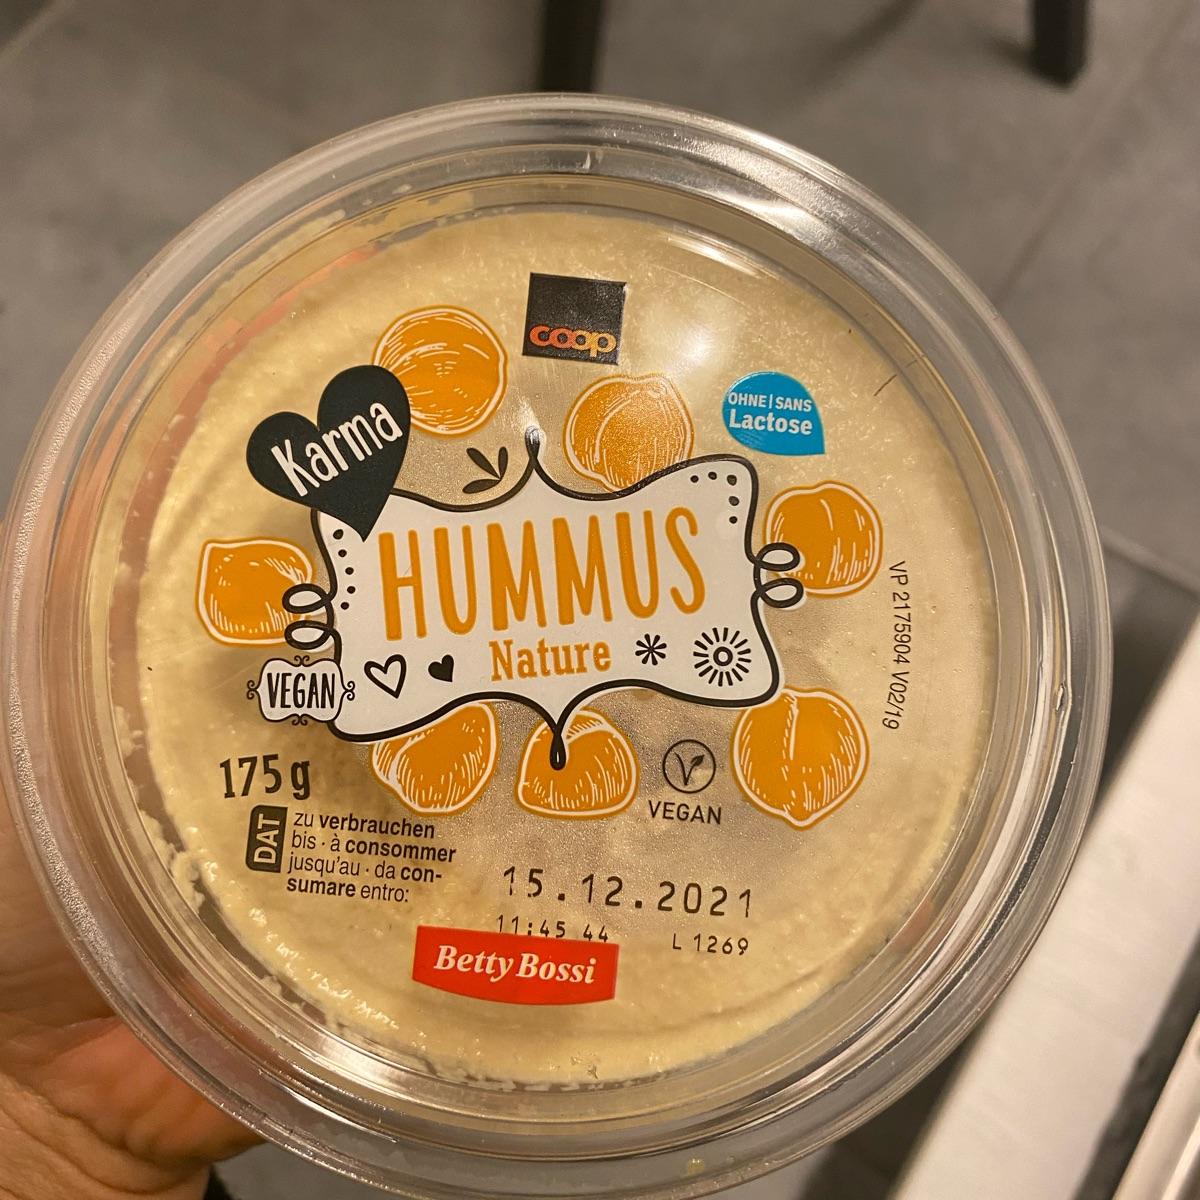 coop
OHNE | SANS
Lactose
Karma
HUMMUS
Nature
VEGAN
175 g
DAT
zu verbrauchen
bis · à consommer
jusqu'au · da con-
sumare entro:
VEGAN
15.12.2021
11:45 44 L 1269
Betty Bossi
VP 2175904 V02/19